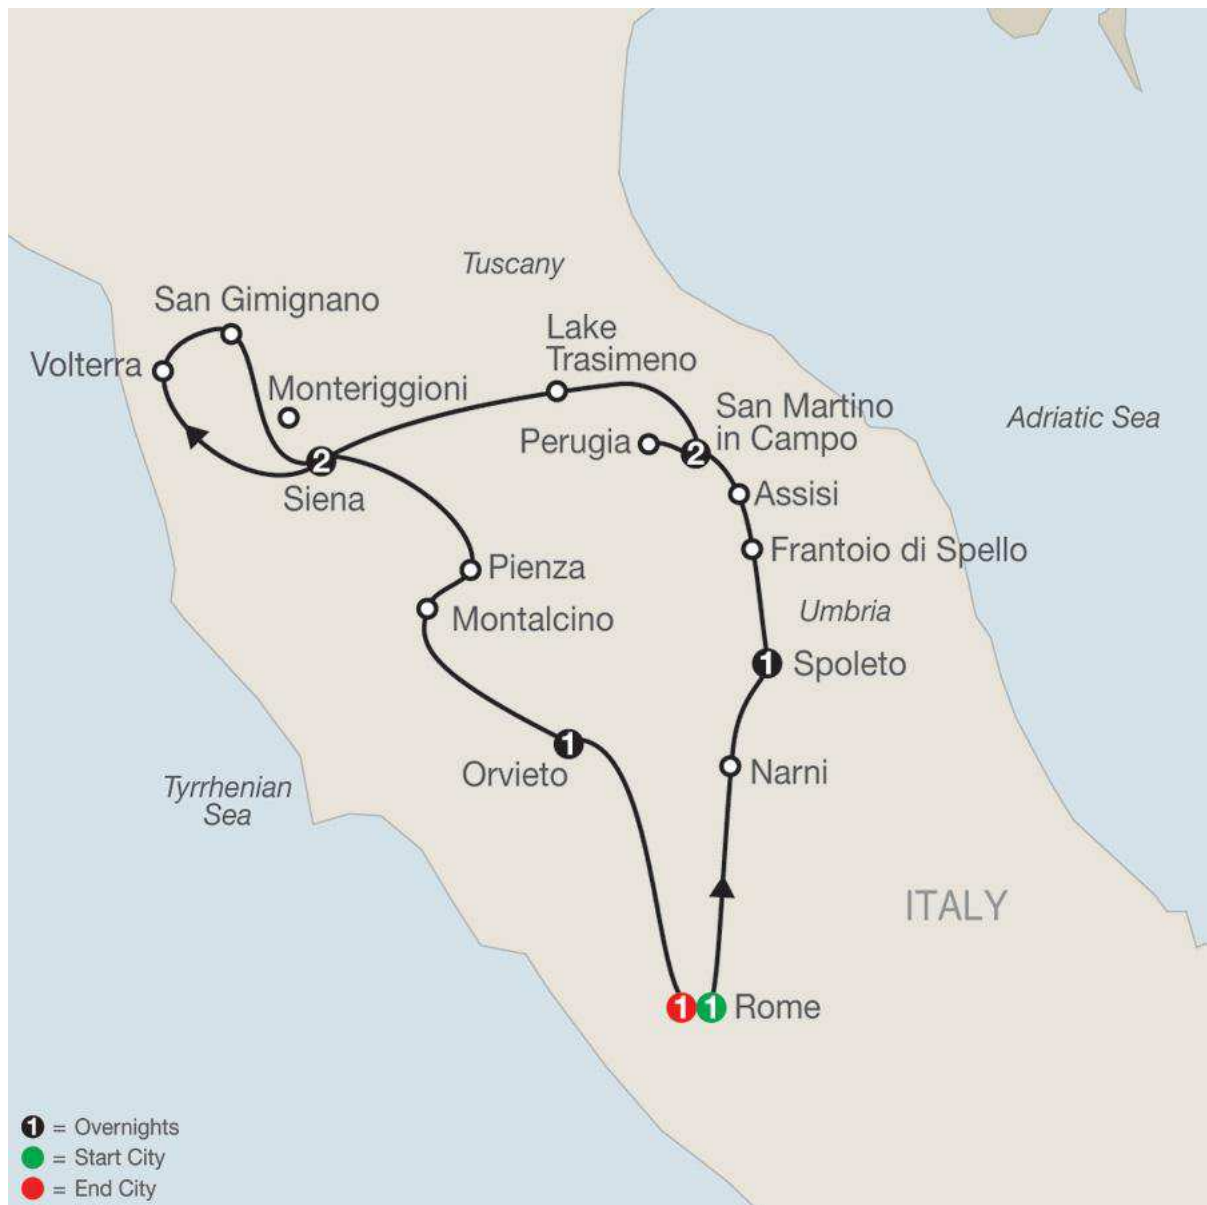 Tuscany
San Gimignano
Lake
Trasimeno
Volterra
Monteriggioni
San Martino
in Campo
Adriatic Sea
Perugia
2
2
Siena
Assisi
Frantoio di Spello
Pienza
Umbria
Montalcino
1
Spoleto
1
Orvieto
Narni
Tyrrhenian
Sea
ITALY
1
1
Rome
1 = Overnights
= Start City
= End City